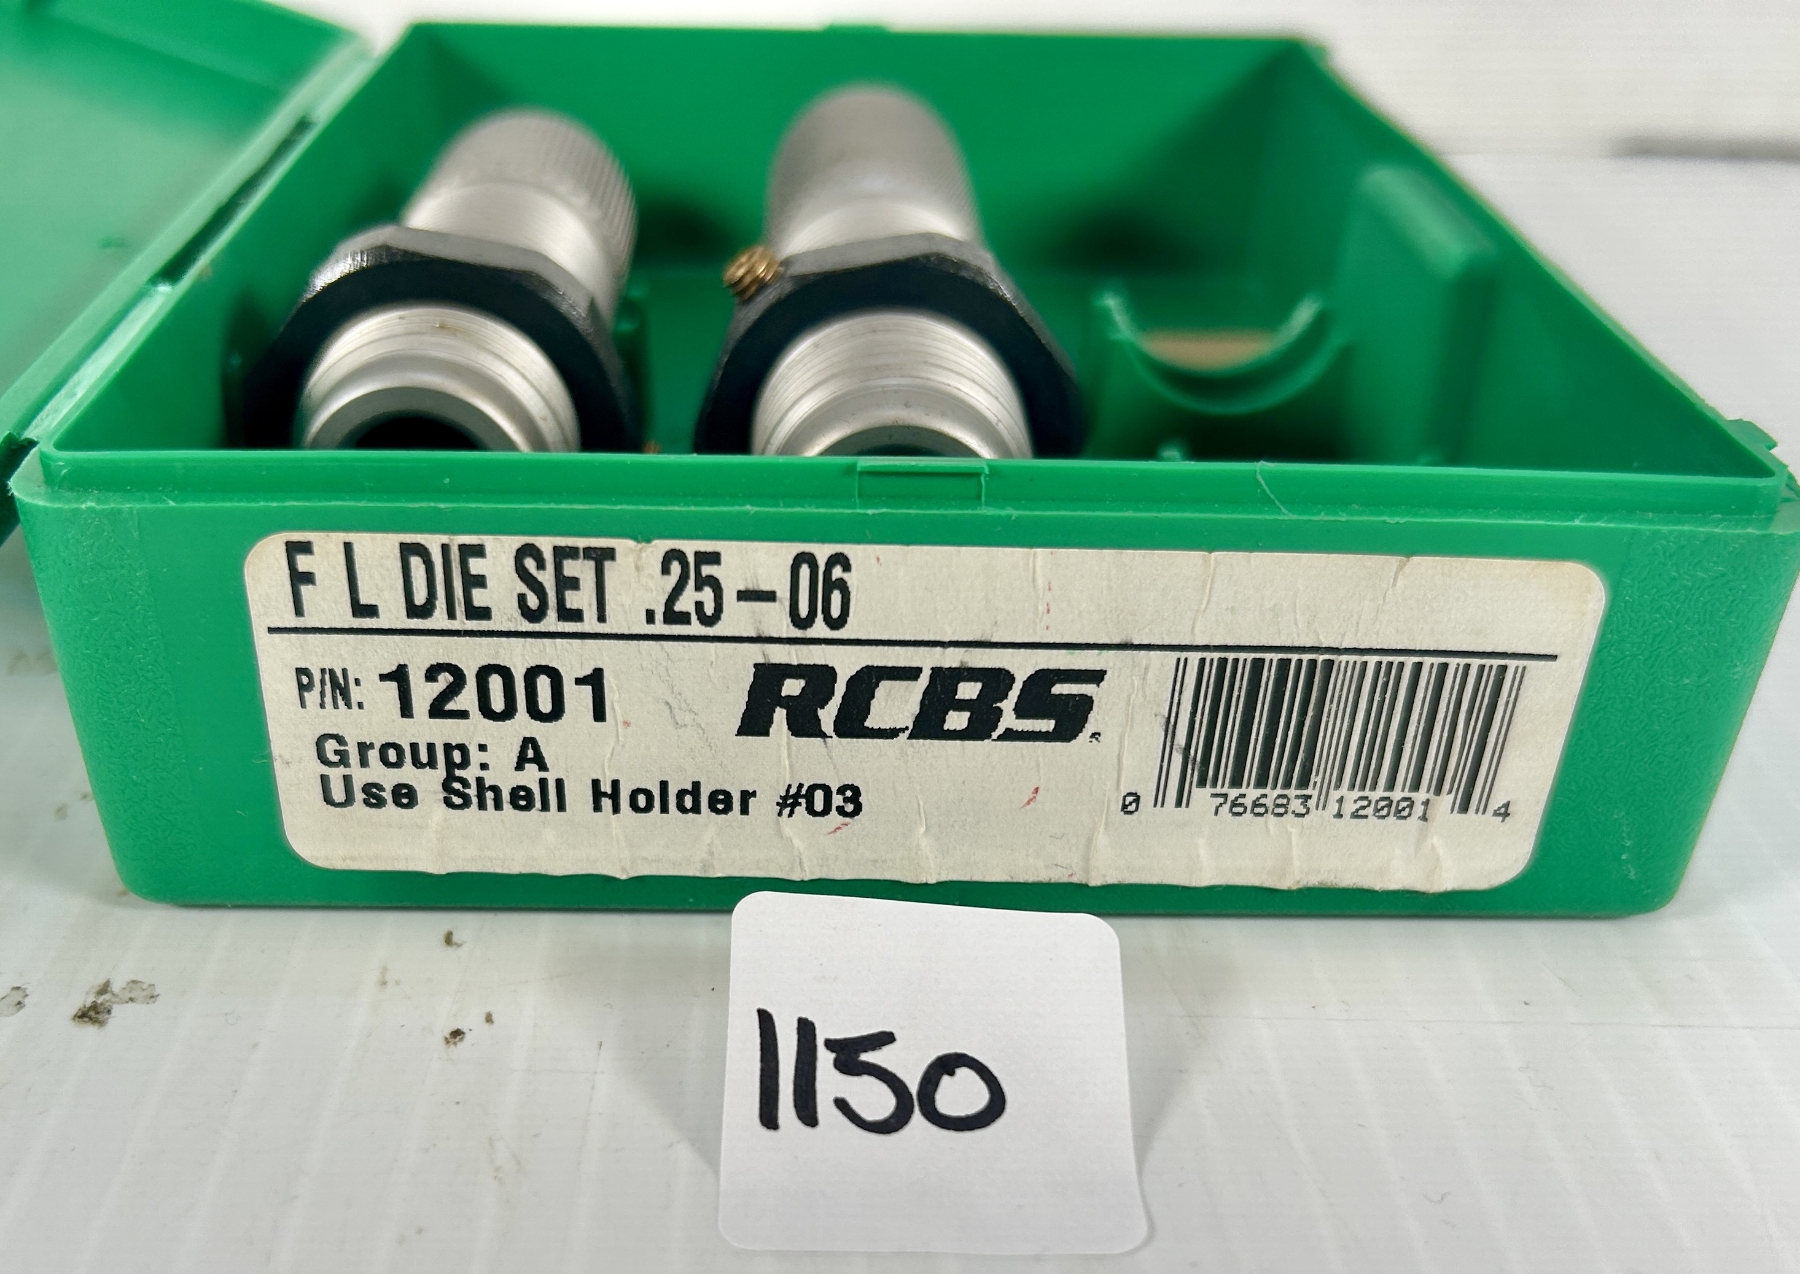 F L DIE SET .25-06
P/N: 12001
RCBS®
Group: A
Use Shell Holder #03
0 76683 12001 4
1150